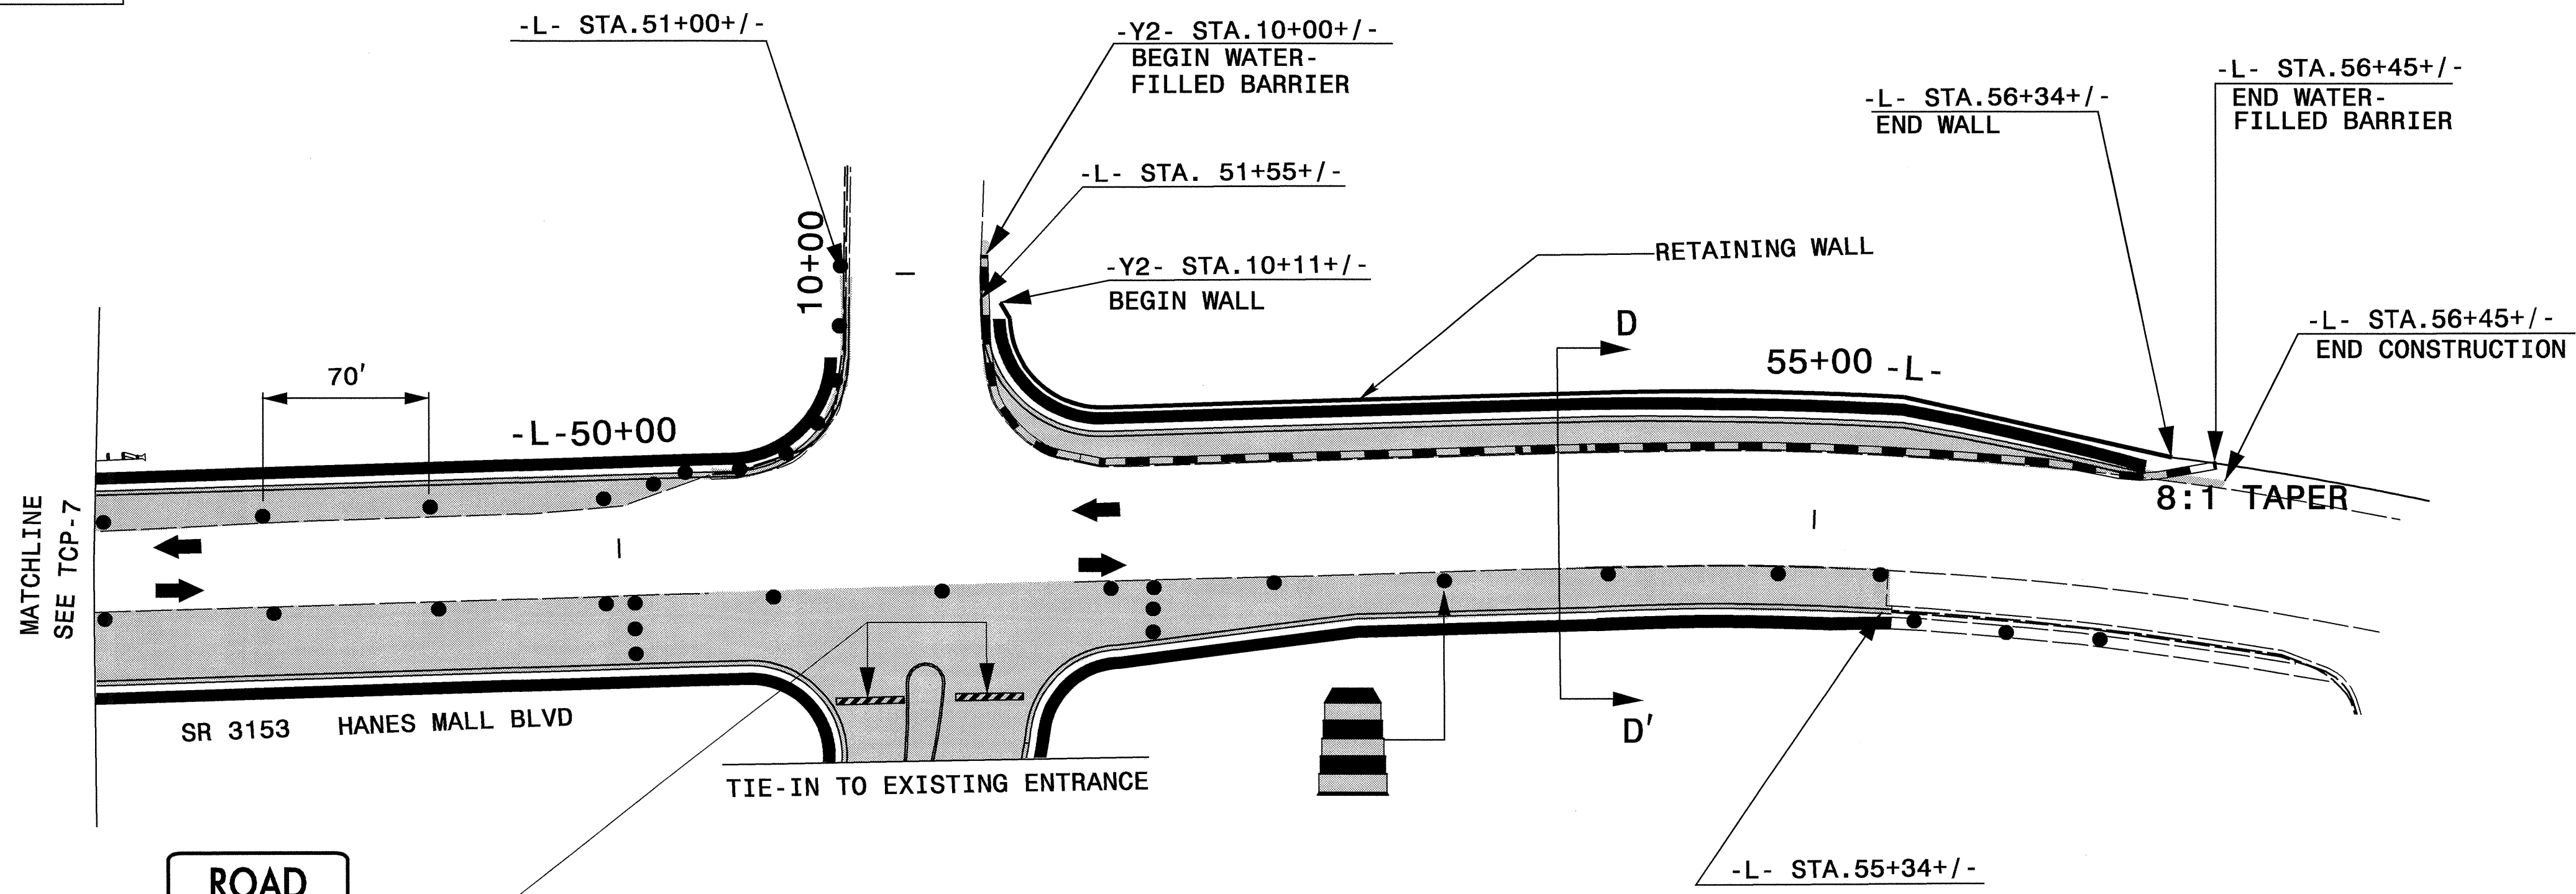 -L- STA.51+00+/-
-Y2- STA.10+00+/-
BEGIN WATER-
FILLED BARRIER
-L- STA.56+45+/-
END WATER-
FILLED BARRIER
-L- STA.56+34+/-
END WALL
-L- STA. 51+55+/-
10+00
-Y2- STA.10+11+/-
BEGIN WALL
RETAINING WALL
-L- STA.56+45+/-
END CONSTRUCTION
D
55+00 -L-
70'
-L-50+00
8:1 TAPER
MATCHLINE
SEE TCP-7
D'
SR 3153 HANES MALL BLVD
TIE-IN TO EXISTING ENTRANCE
-L- STA.55+34+/-
ROAD